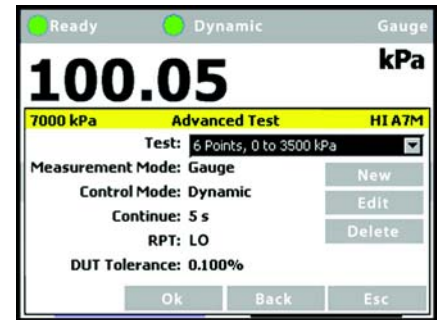 Ready Dynamic Gauge
100.05 kPa
7000 kPa Advanced Test HI A7M
Test: 6 Points, 0 to 3500 kPa
Measurement Mode: Gauge
New
Control Mode: Dynamic
Edit
Continue: 5 s
Delete
RPT: LO
DUT Tolerance: 0.100%
Ok Back Esc